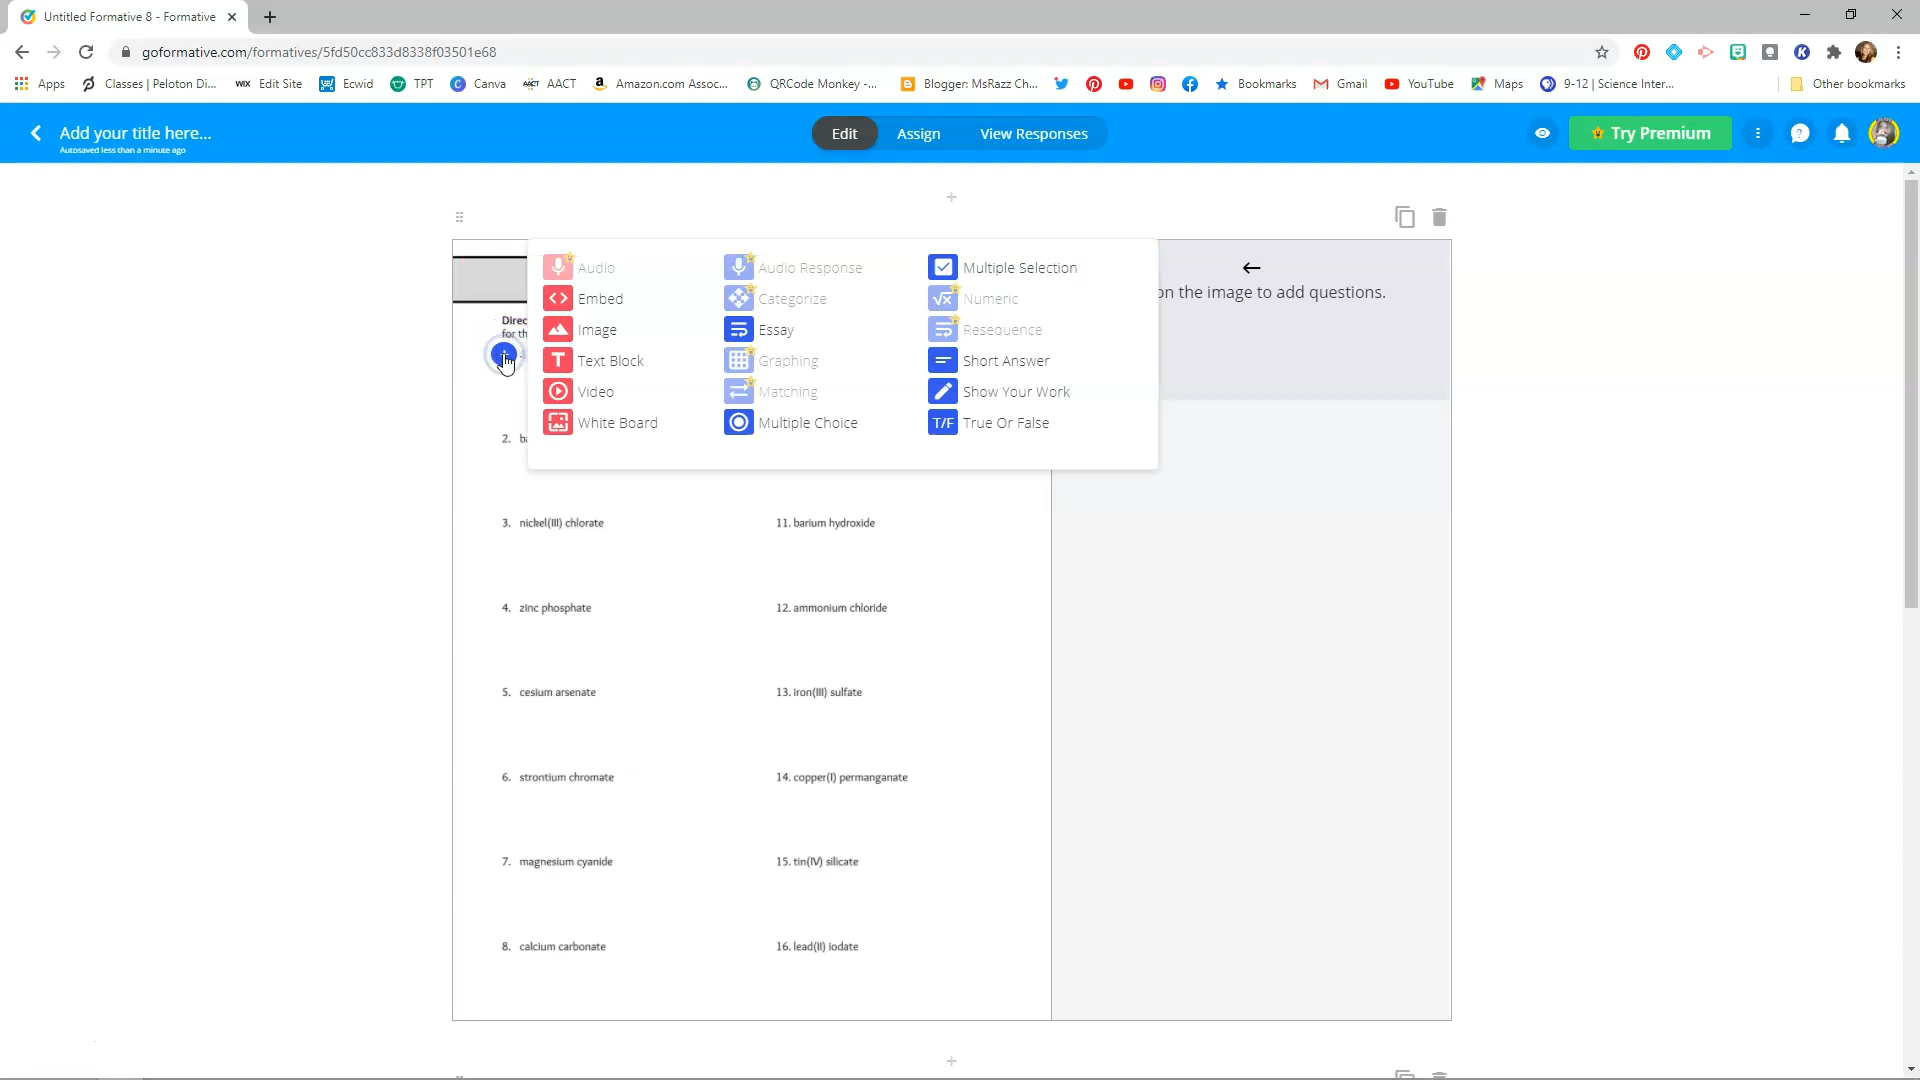 Untitled Formative 8 - Formative
goformative.com/formatives/5fd50cc833d8338f03501e68
Apps Classes | Peloton Di... WIX Edit Site Ecwid TPT Canva AACT AACT a Amazon.com Assoc... QRCode Monkey -... Blogger: MsRazz Ch... Bookmarks Gmail YouTube Maps 9-12 | Science Inter... Other bookmarks
Add your title here...
Autosaved less than a minute ago
Edit Assign View Responses
Try Premium
Audio Audio Response Multiple Selection
Embed Categorize √x Numeric
Image Essay Resequence
T Text Block Graphing Short Answer
Video Matching Show Your Work
White Board Multiple Choice T/F True Or False
on the image to add questions.
Direc
for th
2. ba
3. nickel(III) chlorate 11. barium hydroxide
4. zinc phosphate 12. ammonium chloride
5. cesium arsenate 13. iron(III) sulfate
6. strontium chromate 14. copper(I) permanganate
7. magnesium cyanide 15. tin(IV) silicate
8. calcium carbonate 16. lead(II) iodate